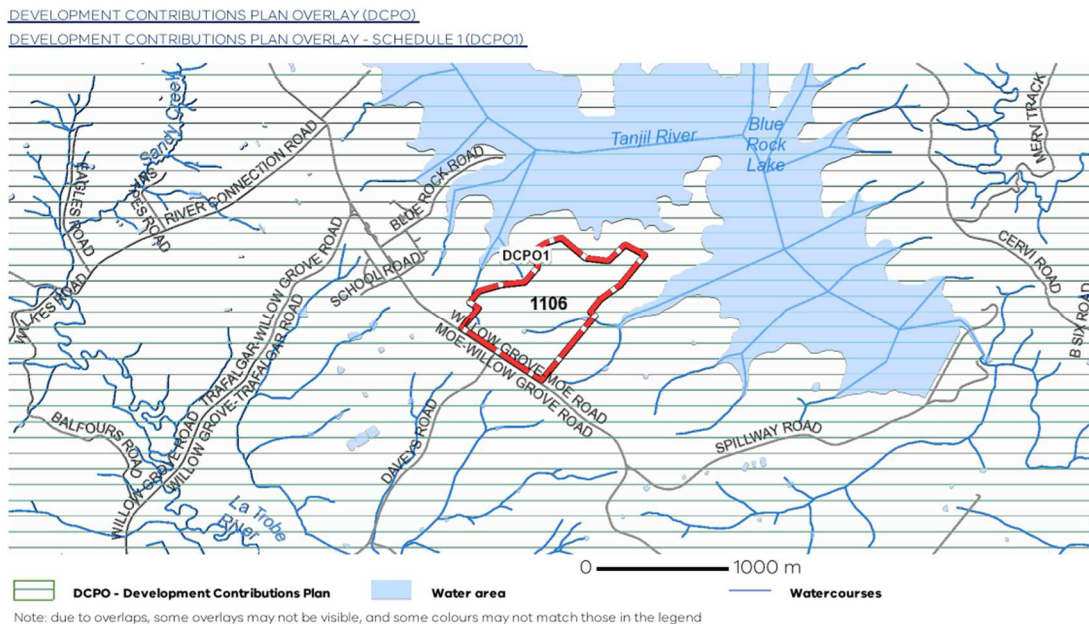 DEVELOPMENT CONTRIBUTIONS PLAN OVERLAY (DCPO)
DEVELOPMENT CONTRIBUTIONS PLAN OVERLAY - SCHEDULE 1 (DCPO1)
Sandy Creek
EAGLES ROAD
RIVER CONNECTION ROAD
BLUE ROCK ROAD
Tanjil River
Blue
Rock
Lake
MERV TRACK
SCHOOL ROAD
DCPO1
1106
CERVI ROAD
B SIX ROAD
WILLOW GROVE-MOE ROAD
MOE-WILLOW GROVE ROAD
WILLOW GROVE ROAD
TRAFALGAR-WILLOW GROVE ROAD
WILLOW GROVE-TRAFALGAR ROAD
BALFOURS ROAD
DAVEYS ROAD
SPILLWAY ROAD
La Trobe
River
0 1000 m
DCPO - Development Contributions Plan
Water area
Watercourses
Note: due to overlaps, some overlays may not be visible, and some colours may not match those in the legend